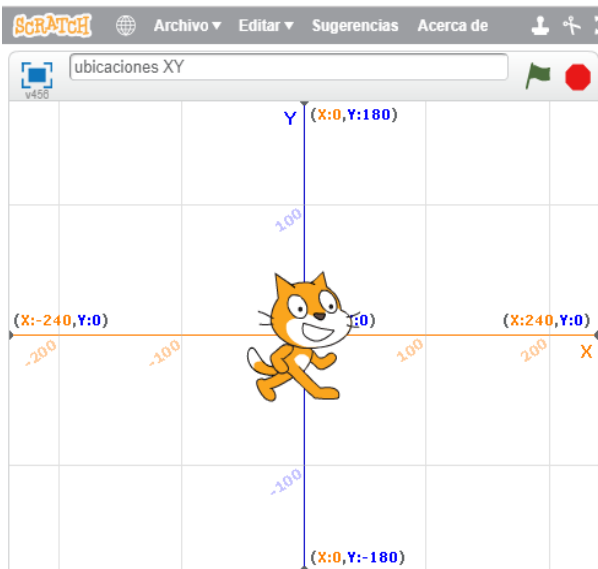 SCRATCH Archivo Editar Sugerencias Acerca de
ubicaciones XY
v456
Y (X:0,Y:180)
100
(X:-240,Y:0) :0) (X:240,Y:0)
-200 -100 100 200 X
-100
(X:0,Y:-180)